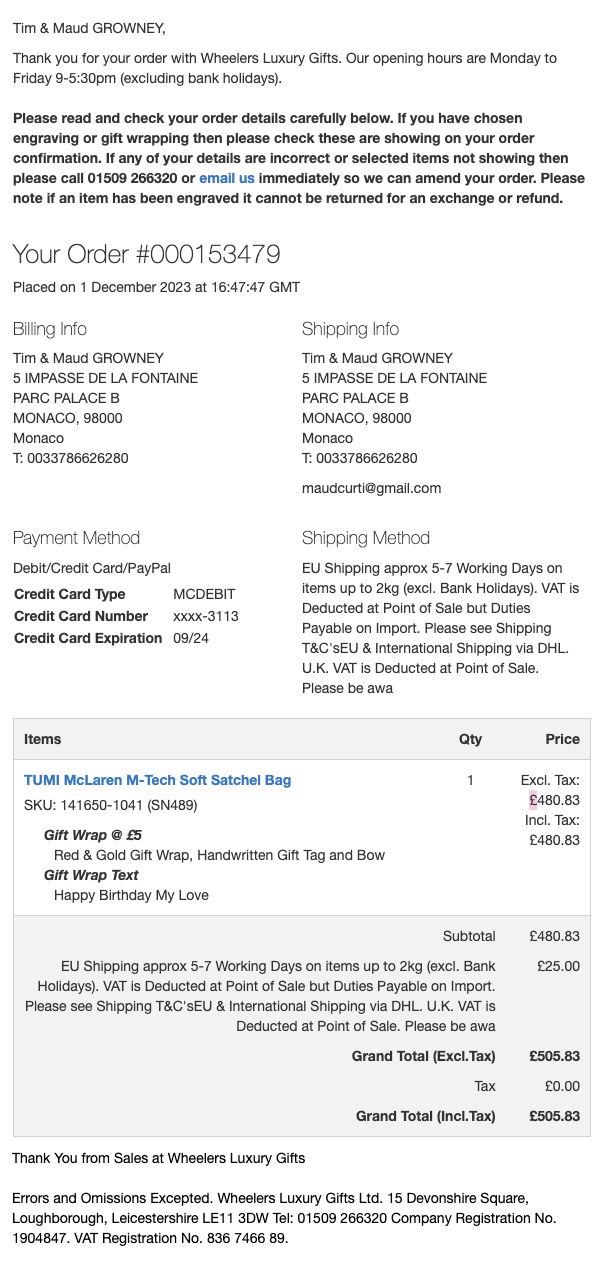 Tim & Maud GROWNEY,
Thank you for your order with Wheelers Luxury Gifts. Our opening hours are Monday to
Friday 9-5:30pm (excluding bank holidays).
Please read and check your order details carefully below. If you have chosen
engraving or gift wrapping then please check these are showing on your order
confirmation. If any of your details are incorrect or selected items not showing then
please call 01509 266320 or email us immediately so we can amend your order. Please
note if an item has been engraved it cannot be returned for an exchange or refund.
Your Order #000153479
Placed on 1 December 2023 at 16:47:47 GMT
Billing Info
Tim & Maud GROWNEY
5 IMPASSE DE LA FONTAINE
PARC PALACE B
MONACO, 98000
Monaco
T: 0033786626280
Shipping Info
Tim & Maud GROWNEY
5 IMPASSE DE LA FONTAINE
PARC PALACE B
MONACO, 98000
Monaco
T: 0033786626280
maudcurti@gmail.com
Payment Method
Debit/Credit Card/PayPal
Credit Card Type MCDEBIT
Credit Card Number xxxx-3113
Credit Card Expiration 09/24
Shipping Method
EU Shipping approx 5-7 Working Days on
items up to 2kg (excl. Bank Holidays). VAT is
Deducted at Point of Sale but Duties
Payable on Import. Please see Shipping
T&C'sEU & International Shipping via DHL.
U.K. VAT is Deducted at Point of Sale.
Please be awa
Items Qty Price
TUMI McLaren M-Tech Soft Satchel Bag 1 Excl. Tax:
£480.83
Incl. Tax:
£480.83
SKU: 141650-1041 (SN489)
Gift Wrap @ £5
Red & Gold Gift Wrap, Handwritten Gift Tag and Bow
Gift Wrap Text
Happy Birthday My Love
Subtotal £480.83
EU Shipping approx 5-7 Working Days on items up to 2kg (excl. Bank £25.00
Holidays). VAT is Deducted at Point of Sale but Duties Payable on Import.
Please see Shipping T&C'sEU & International Shipping via DHL. U.K. VAT is
Deducted at Point of Sale. Please be awa
Grand Total (Excl.Tax) £505.83
Tax £0.00
Grand Total (Incl.Tax) £505.83
Thank You from Sales at Wheelers Luxury Gifts
Errors and Omissions Excepted. Wheelers Luxury Gifts Ltd. 15 Devonshire Square,
Loughborough, Leicestershire LE11 3DW Tel: 01509 266320 Company Registration No.
1904847. VAT Registration No. 836 7466 89.